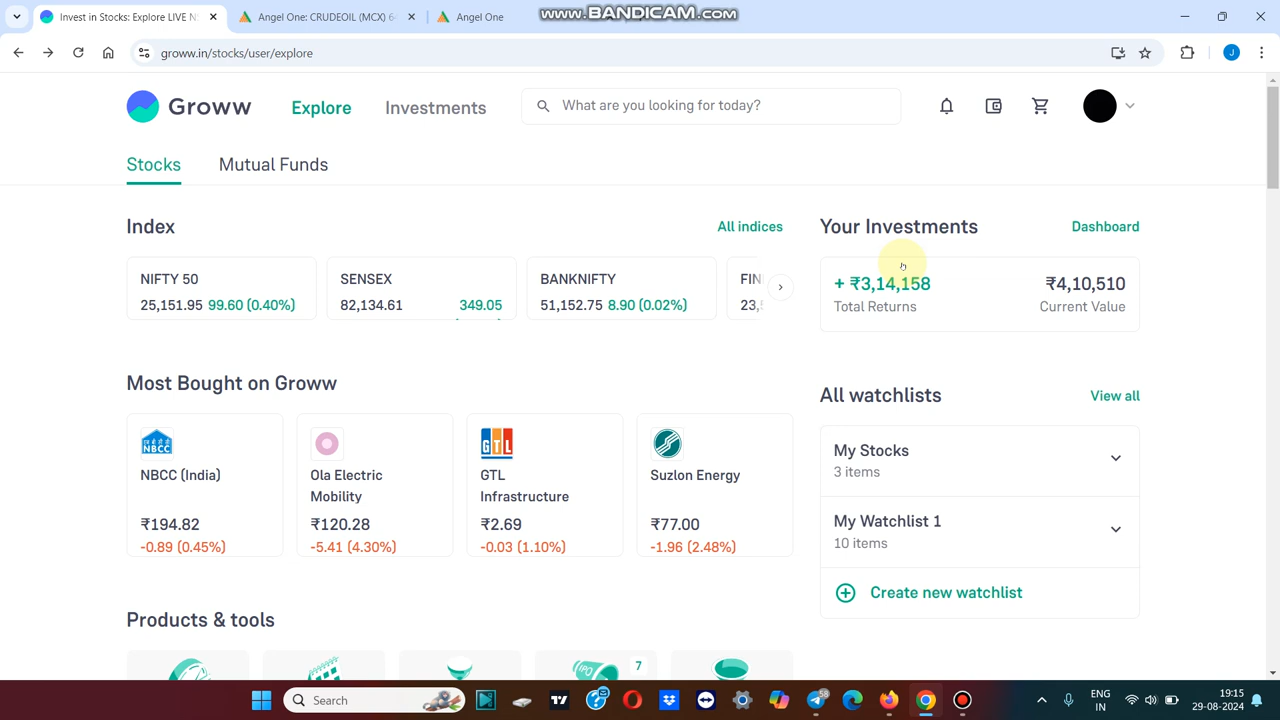 Invest in Stocks: Explore LIVE N
Angel One: CRUDEOIL (MCX) 6
Angel One
www.BANDICAM.com
groww.in/stocks/user/explore
J
Groww
Explore
Investments
What are you looking for today?
Stocks
Mutual Funds
Index
All indices
NIFTY 50
25,151.95 99.60 (0.40%)
SENSEX
82,134.61 349.05
BANKNIFTY
51,152.75 8.90 (0.02%)
FIN
23,
Your Investments
Dashboard
+ ₹3,14,158
Total Returns
₹4,10,510
Current Value
Most Bought on Groww
NBCC
NBCC (India)
₹194.82
-0.89 (0.45%)
Ola Electric
Mobility
₹120.28
-5.41 (4.30%)
GTL
GTL
Infrastructure
₹2.69
-0.03 (1.10%)
Suzlon Energy
₹77.00
-1.96 (2.48%)
All watchlists
View all
My Stocks
3 items
My Watchlist 1
10 items
Create new watchlist
Products & tools
IPO
7
Search
ENG
IN
19:15
29-08-2024